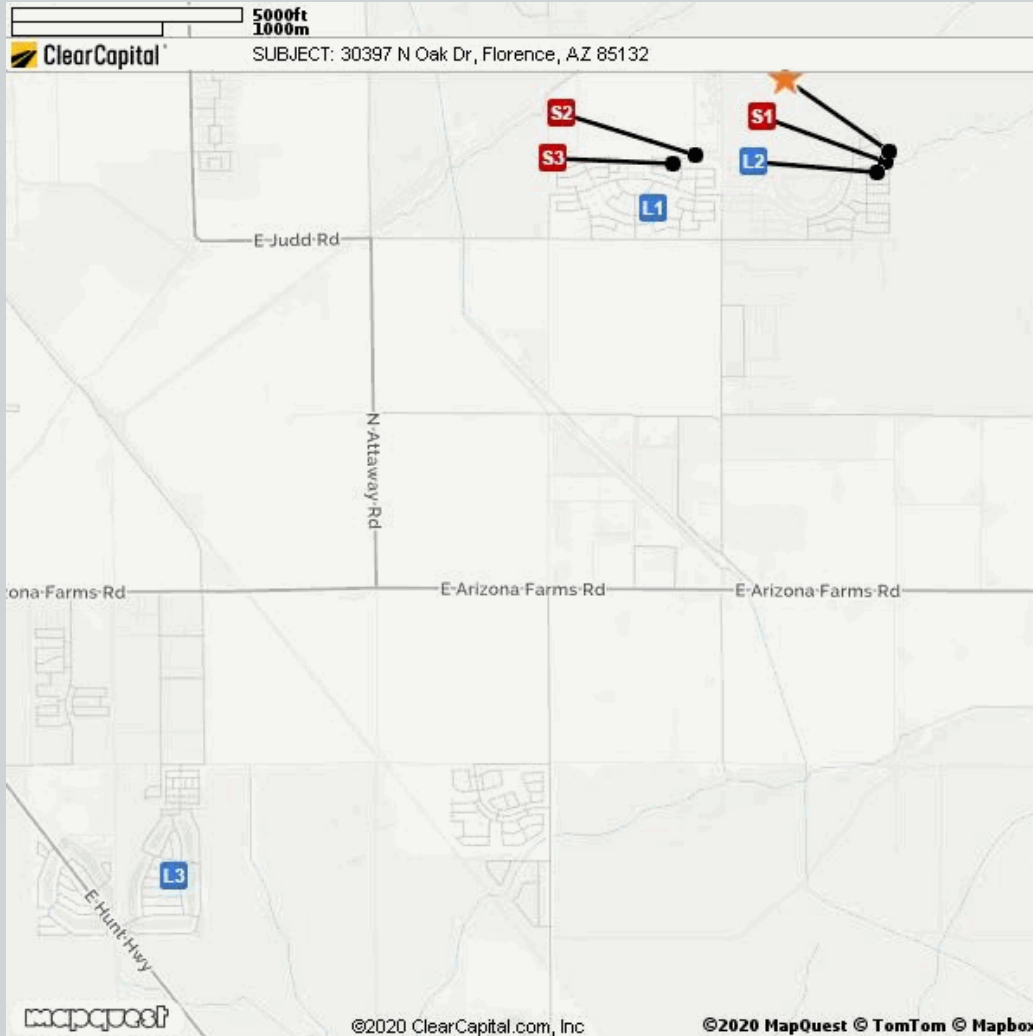 5000ft
1000m
ClearCapital
SUBJECT: 30397 N Oak Dr, Florence, AZ 85132
S2
S1
S3
L2
L1
E Judd Rd
N Attaway Rd
zona Farms Rd
E Arizona Farms Rd
E Arizona Farms Rd
L3
E Hunt Hwy
mapquest
©2020 ClearCapital.com, Inc
©2020 MapQuest © TomTom © Mapbox